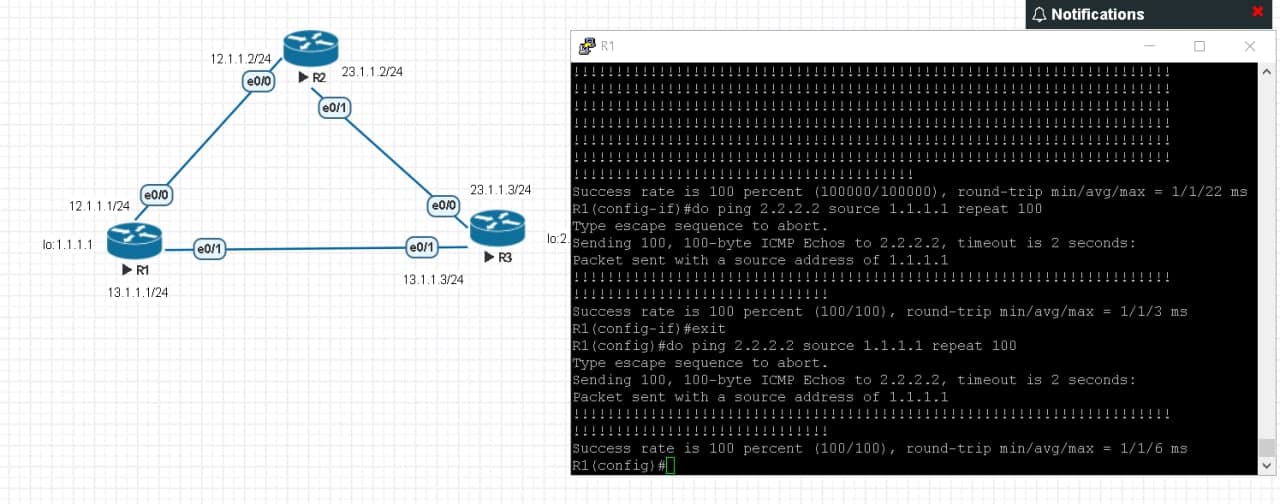 Notifications
12.1.1.2/24
e0/0
R2
23.1.1.2/24
e0/1
e0/0
12.1.1.1/24
lo:1.1.1.1
e0/1
R1
13.1.1.1/24
23.1.1.3/24
e0/0
e0/1
R3
13.1.1.3/24
lo:2.
R1
!!!!!!!!!!!!!!!!!!!!!!!!!!!!!!!!!!!!!!!!!!!!!!!!!!!!!!!!!!!!!!!!!!!!!!
!!!!!!!!!!!!!!!!!!!!!!!!!!!!!!!!!!!!!!!!!!!!!!!!!!!!!!!!!!!!!!!!!!!!!!
!!!!!!!!!!!!!!!!!!!!!!!!!!!!!!!!!!!!!!!!!!!!!!!!!!!!!!!!!!!!!!!!!!!!!!
!!!!!!!!!!!!!!!!!!!!!!!!!!!!!!!!!!!!!!!!!!!!!!!!!!!!!!!!!!!!!!!!!!!!!!
!!!!!!!!!!!!!!!!!!!!!!!!!!!!!!!!!!!!!!!!!!!!!!!!!!!!!!!!!!!!!!!!!!!!!!
!!!!!!!!!!!!!!!!!!!!!!!!!!!!!!!!!!!!!!!!!!!!!!!!!!!!!!!!!!!!!!!!!!!!!!
!!!!!!!!!!!!!!!!!!!!!!!!!!!!!!!!!!!!!!!!
Success rate is 100 percent (100000/100000), round-trip min/avg/max = 1/1/22 ms
R1(config-if)#do ping 2.2.2.2 source 1.1.1.1 repeat 100
Type escape sequence to abort.
Sending 100, 100-byte ICMP Echos to 2.2.2.2, timeout is 2 seconds:
Packet sent with a source address of 1.1.1.1
!!!!!!!!!!!!!!!!!!!!!!!!!!!!!!!!!!!!!!!!!!!!!!!!!!!!!!!!!!!!!!!!!!!!!!
!!!!!!!!!!!!!!!!!!!!!!!!!!!!!!
Success rate is 100 percent (100/100), round-trip min/avg/max = 1/1/3 ms
R1(config-if)#exit
R1(config)#do ping 2.2.2.2 source 1.1.1.1 repeat 100
Type escape sequence to abort.
Sending 100, 100-byte ICMP Echos to 2.2.2.2, timeout is 2 seconds:
Packet sent with a source address of 1.1.1.1
!!!!!!!!!!!!!!!!!!!!!!!!!!!!!!!!!!!!!!!!!!!!!!!!!!!!!!!!!!!!!!!!!!!!!!
!!!!!!!!!!!!!!!!!!!!!!!!!!!!!!
Success rate is 100 percent (100/100), round-trip min/avg/max = 1/1/6 ms
R1(config)#